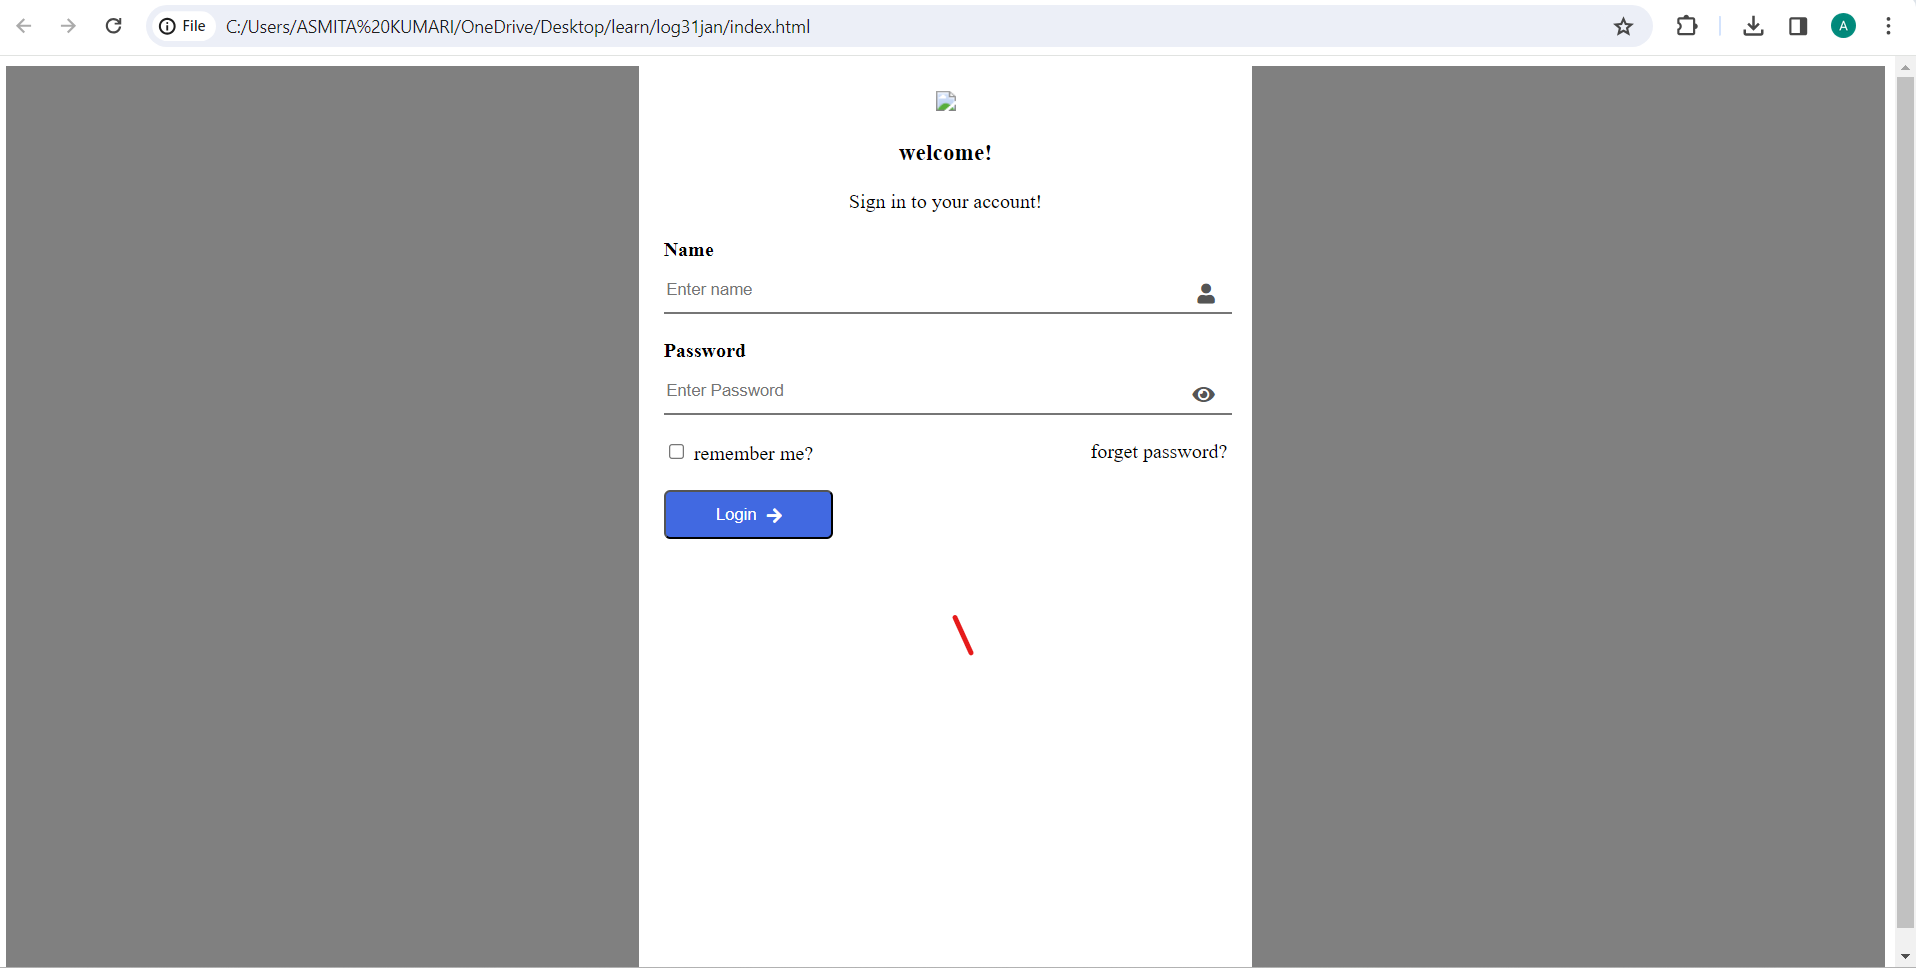 File C:/Users/ASMITA%20KUMARI/OneDrive/Desktop/learn/log31jan/index.html A
welcome!
Sign in to your account!
Name
Enter name
Password
Enter Password
remember me? forget password?
Login